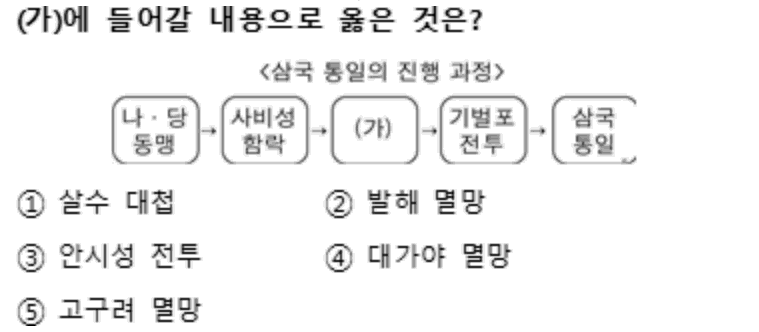 (가)에 들어갈 내용으로 옳은 것은?
<삼국 통일의 진행 과정>
나 · 당 → 사비성 → (가) → 기벌포 → 삼국
동맹 함락 전투 통일
① 살수 대첩 ② 발해 멸망
③ 안시성 전투 ④ 대가야 멸망
⑤ 고구려 멸망